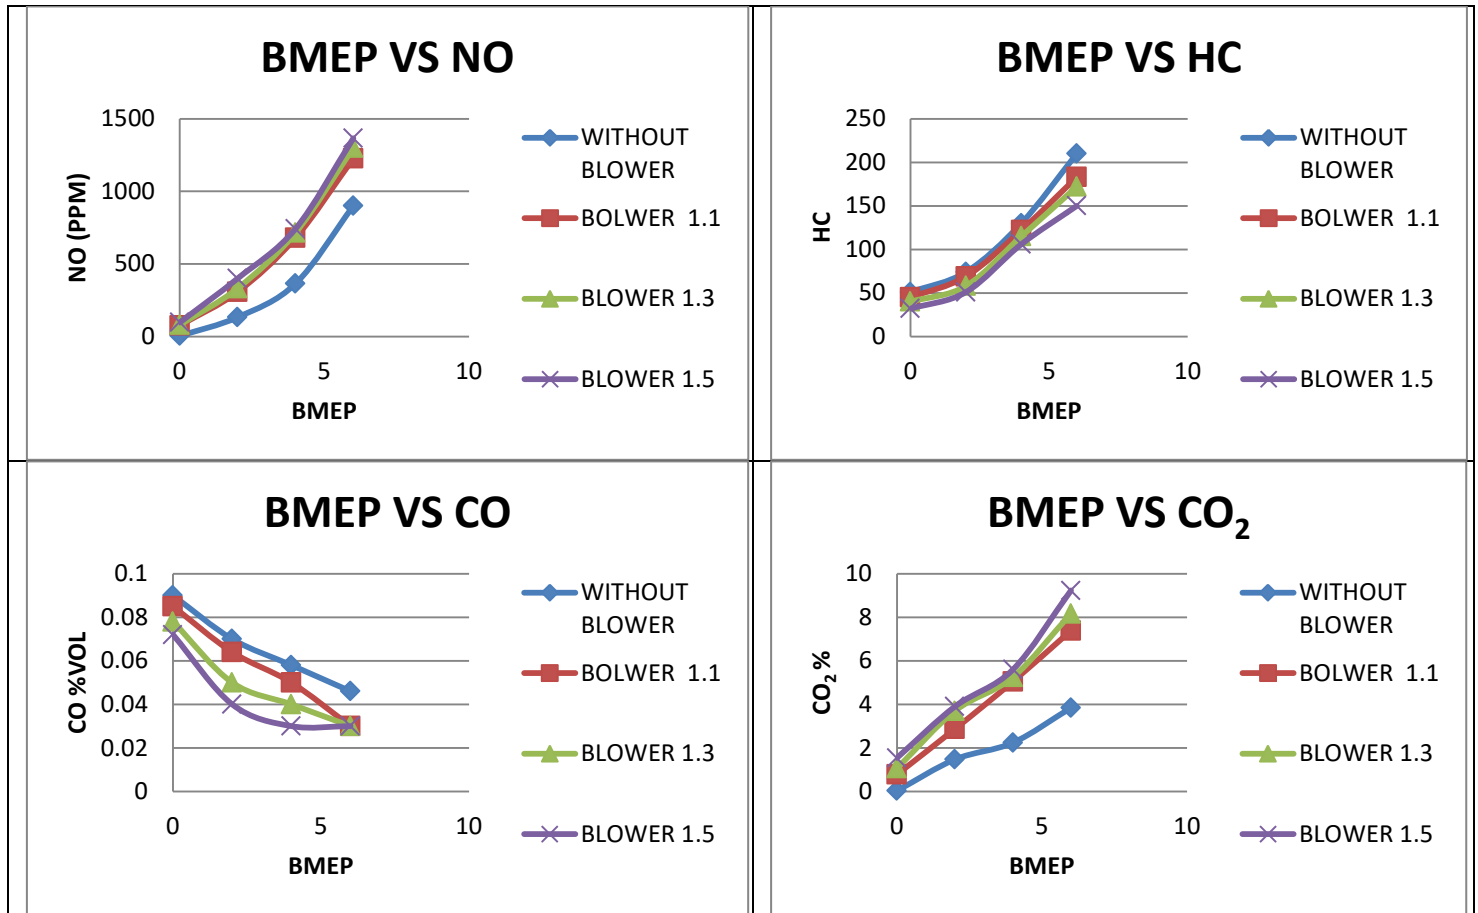 BMEP VS NO
1500
1000
500
0
NO (PPM)
0 5 10
BMEP
WITHOUT
BLOWER
BOLWER 1.1
BLOWER 1.3
BLOWER 1.5
BMEP VS HC
250
200
150
100
50
0
HC
0 5 10
BMEP
WITHOUT
BLOWER
BOLWER 1.1
BLOWER 1.3
BLOWER 1.5
BMEP VS CO
0.1
0.08
0.06
0.04
0.02
0
CO %VOL
0 5 10
BMEP
WITHOUT
BLOWER
BOLWER 1.1
BLOWER 1.3
BLOWER 1.5
BMEP VS CO₂
10
8
6
4
2
0
CO₂%
0 5 10
BMEP
WITHOUT
BLOWER
BOLWER 1.1
BLOWER 1.3
BLOWER 1.5